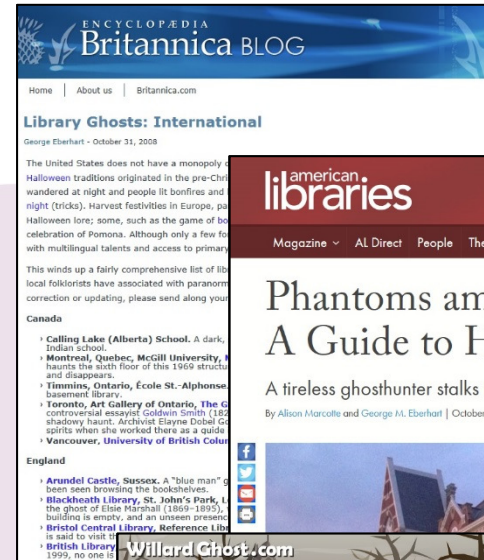 ENCYCLOPÆDIA
Britannica BLOG
Home | About us | Britannica.com
Library Ghosts: International
George Eberhart - October 31, 2008
The United States does not have a monopoly
Halloween traditions originated in the pre-Chri
wandered at night and people lit bonfires and
night (tricks). Harvest festivities in Europe, pa
Halloween lore; some, such as the game of bo
celebration of Pomona. Although only a few fo
with multilingual talents and access to primary
This winds up a fairly comprehensive list of lib
local folklorists have associated with paranorm
correction or updating, please send along your
Canada
Calling Lake (Alberta) School. A dark,
Indian school.
Montreal, Quebec, McGill University,
haunts the sixth floor of this 1969 structu
and disappears.
Timmins, Ontario, École St.-Alphonse.
basement library.
Toronto, Art Gallery of Ontario, The G
controversial essayist Goldwin Smith (182
shadowy haunt. Archivist Elayne Dobel Go
spirits when she worked there as a guide
Vancouver, University of British Colum
England
Arundel Castle, Sussex. A "blue man" g
been seen browsing the bookshelves.
Blackheath Library, St. John's Park, L
the ghost of Elsie Marshall (1869–1895),
building is empty, and an unseen presenc
Bristol Central Library, Reference Libr
is said to visit th
British Library
1999, no one is
american
libraries
Magazine AL Direct People The
Phantoms am
A Guide to H
A tireless ghosthunter stalks
By Alison Marcotte and George M. Eberhart | October
WillardGhost.com